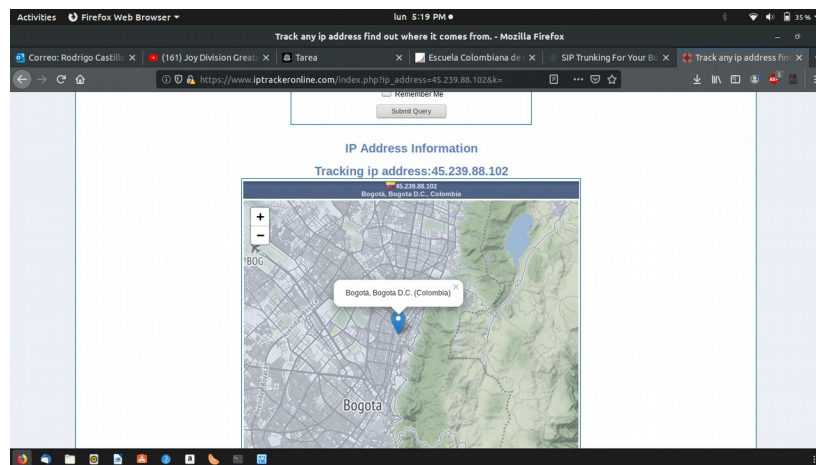 Activities Firefox Web Browser lun 5:19 PM 35 %
Track any ip address find out where it comes from. - Mozilla Firefox
Correo: Rodrigo Castillo (161) Joy Division Greate Tarea Escuela Colombiana de SIP Trunking For Your Bu Track any ip address find
https://www.iptrackeronline.com/index.php?ip_address=45.239.88.102&k=
Remember Me
Submit Query
IP Address Information
Tracking ip address:45.239.88.102
45.239.88.102
Bogotá, Bogota D.C., Colombia
+
−
BOG
Bogotá, Bogota D.C. (Colombia) ×
Bogota